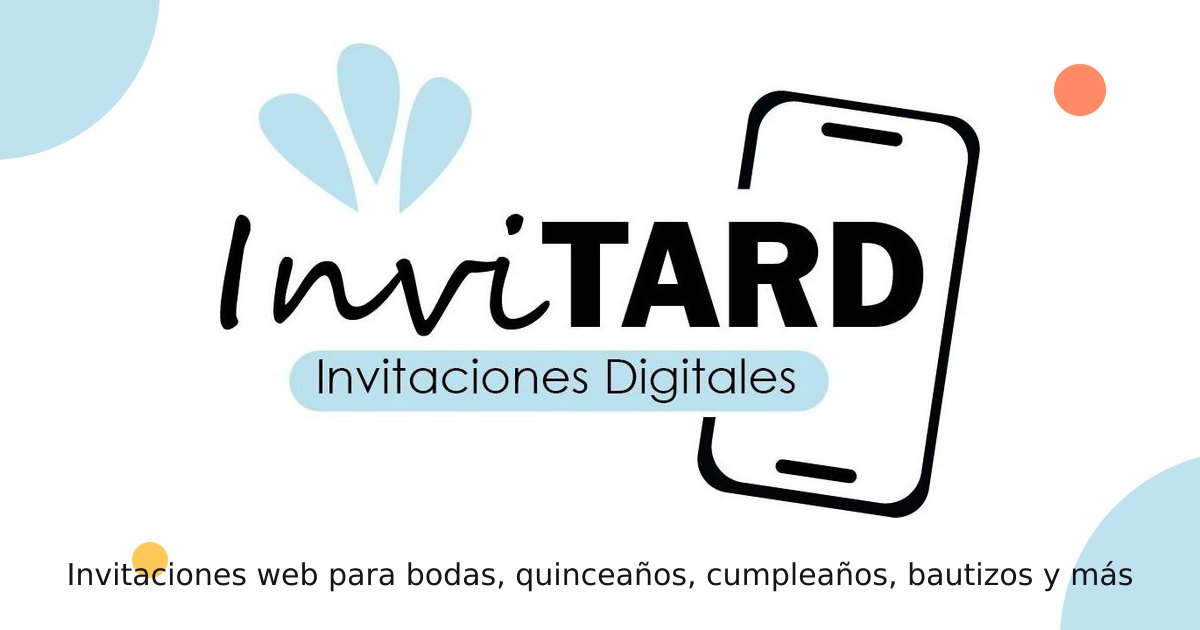 InviTARD
Invitaciones Digitales
Invitaciones web para bodas, quinceaños, cumpleaños, bautizos y más